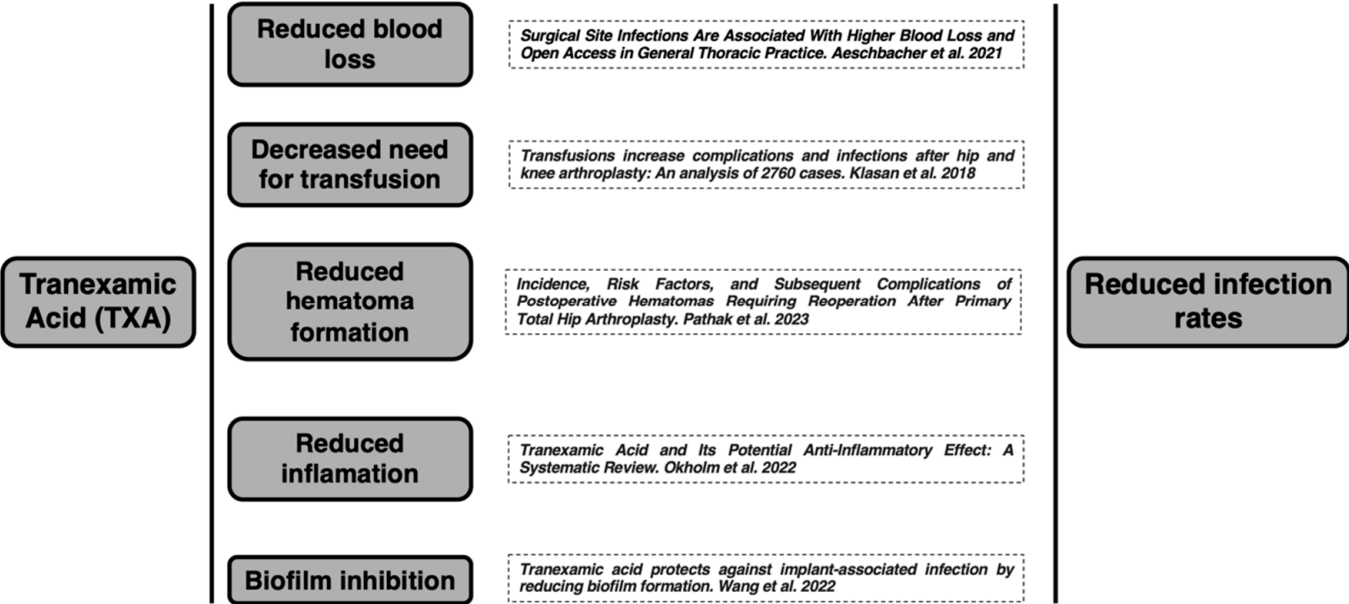 Tranexamic
Acid (TXA)
Reduced blood
loss
Surgical Site Infections Are Associated With Higher Blood Loss and
Open Access in General Thoracic Practice. Aeschbacher et al. 2021
Decreased need
for transfusion
Transfusions increase complications and infections after hip and
knee arthroplasty: An analysis of 2760 cases. Klasan et al. 2018
Reduced
hematoma
formation
Incidence, Risk Factors, and Subsequent Complications of
Postoperative Hematomas Requiring Reoperation After Primary
Total Hip Arthroplasty. Pathak et al. 2023
Reduced
inflamation
Tranexamic Acid and Its Potential Anti-Inflammatory Effect: A
Systematic Review. Okholm et al. 2022
Biofilm inhibition
Tranexamic acid protects against implant-associated infection by
reducing biofilm formation. Wang et al. 2022
Reduced infection
rates